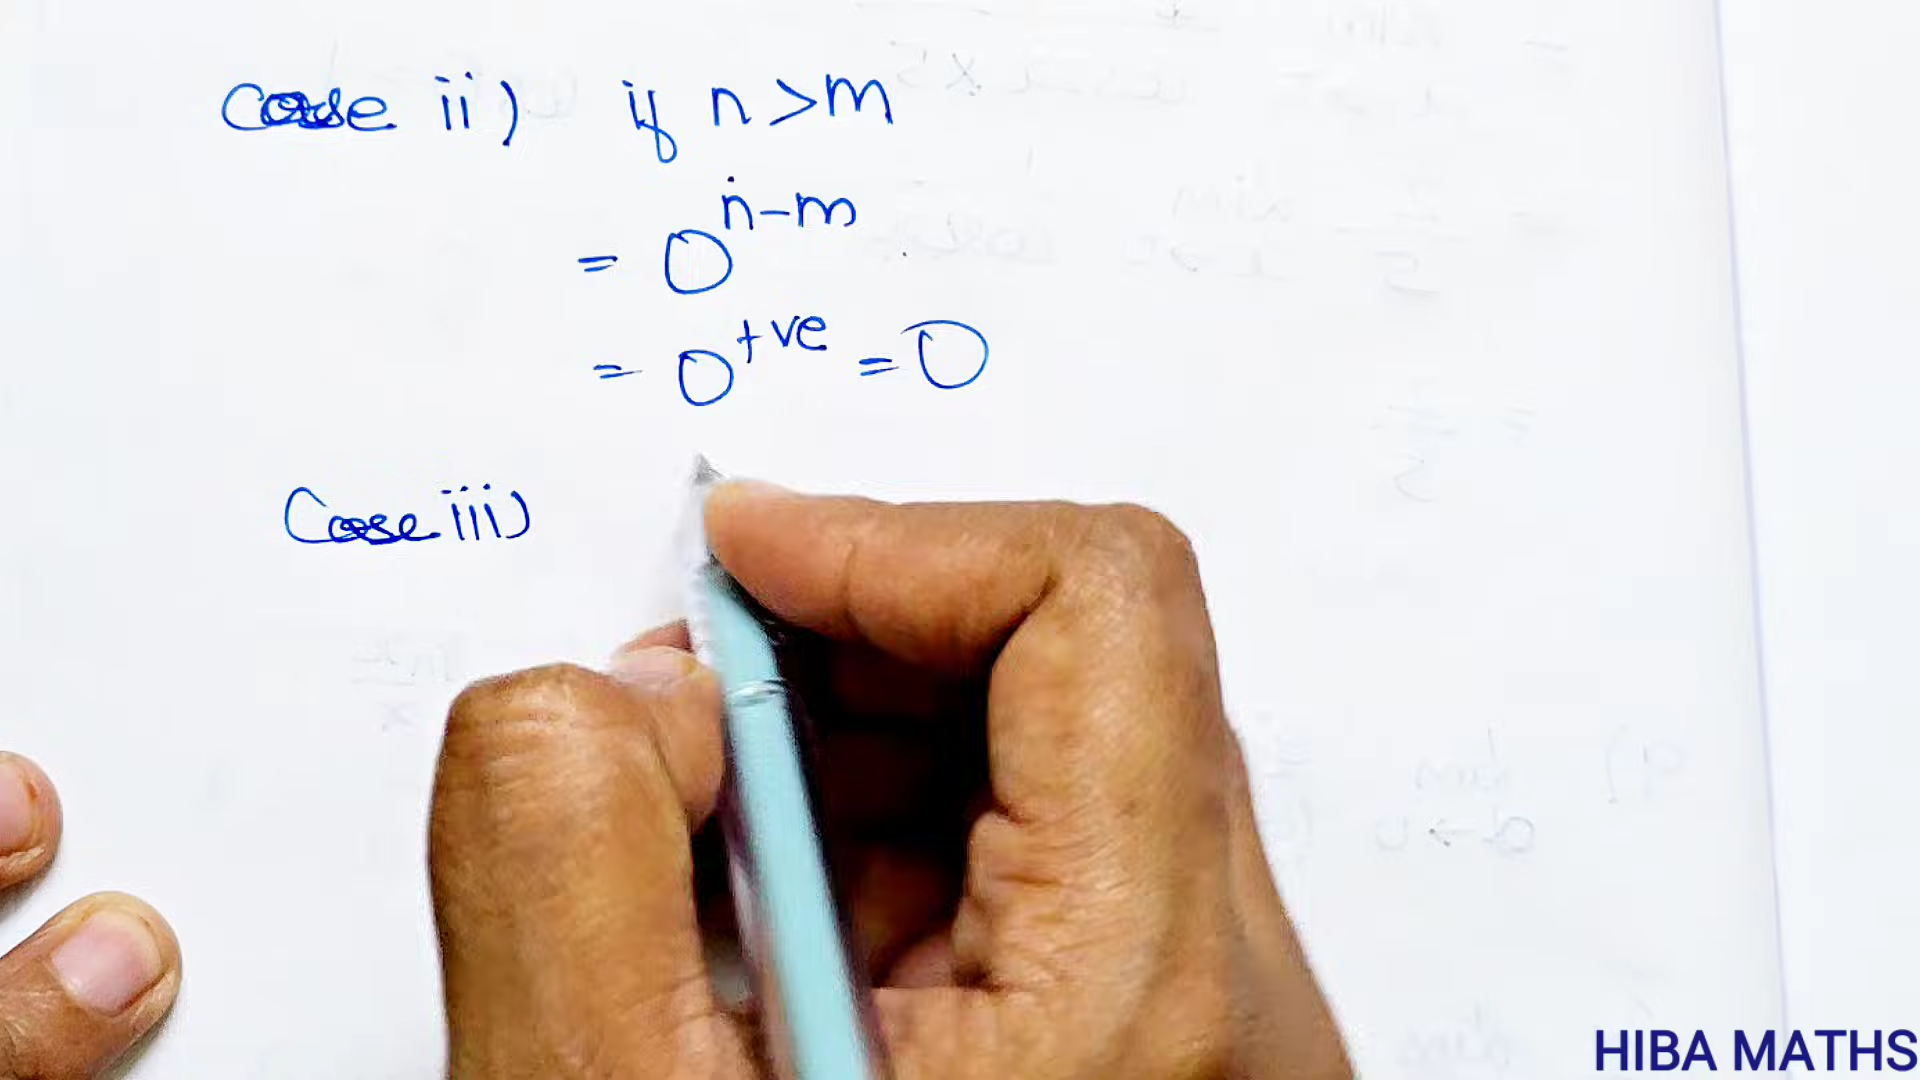 Case ii) if n>m
= 0^{n-m}
= 0^{+ve} = 0
Case iii)
HIBA MATHS